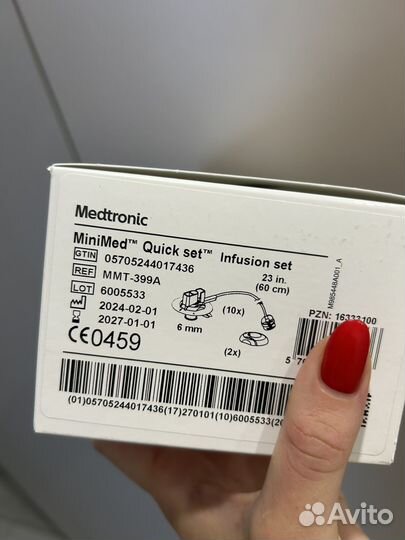 Medtronic
MiniMed™ Quick set™ Infusion set
GTIN 05705244017436
REF MMT-399A
LOT 6005533
2024-02-01
2027-01-01
CE0459
23 in.
(60 cm)
(10x)
6 mm
(2x)
M985448A001_A
PZN: 16333100
(01)05705244017436(17)270101(10)6005533
Avito